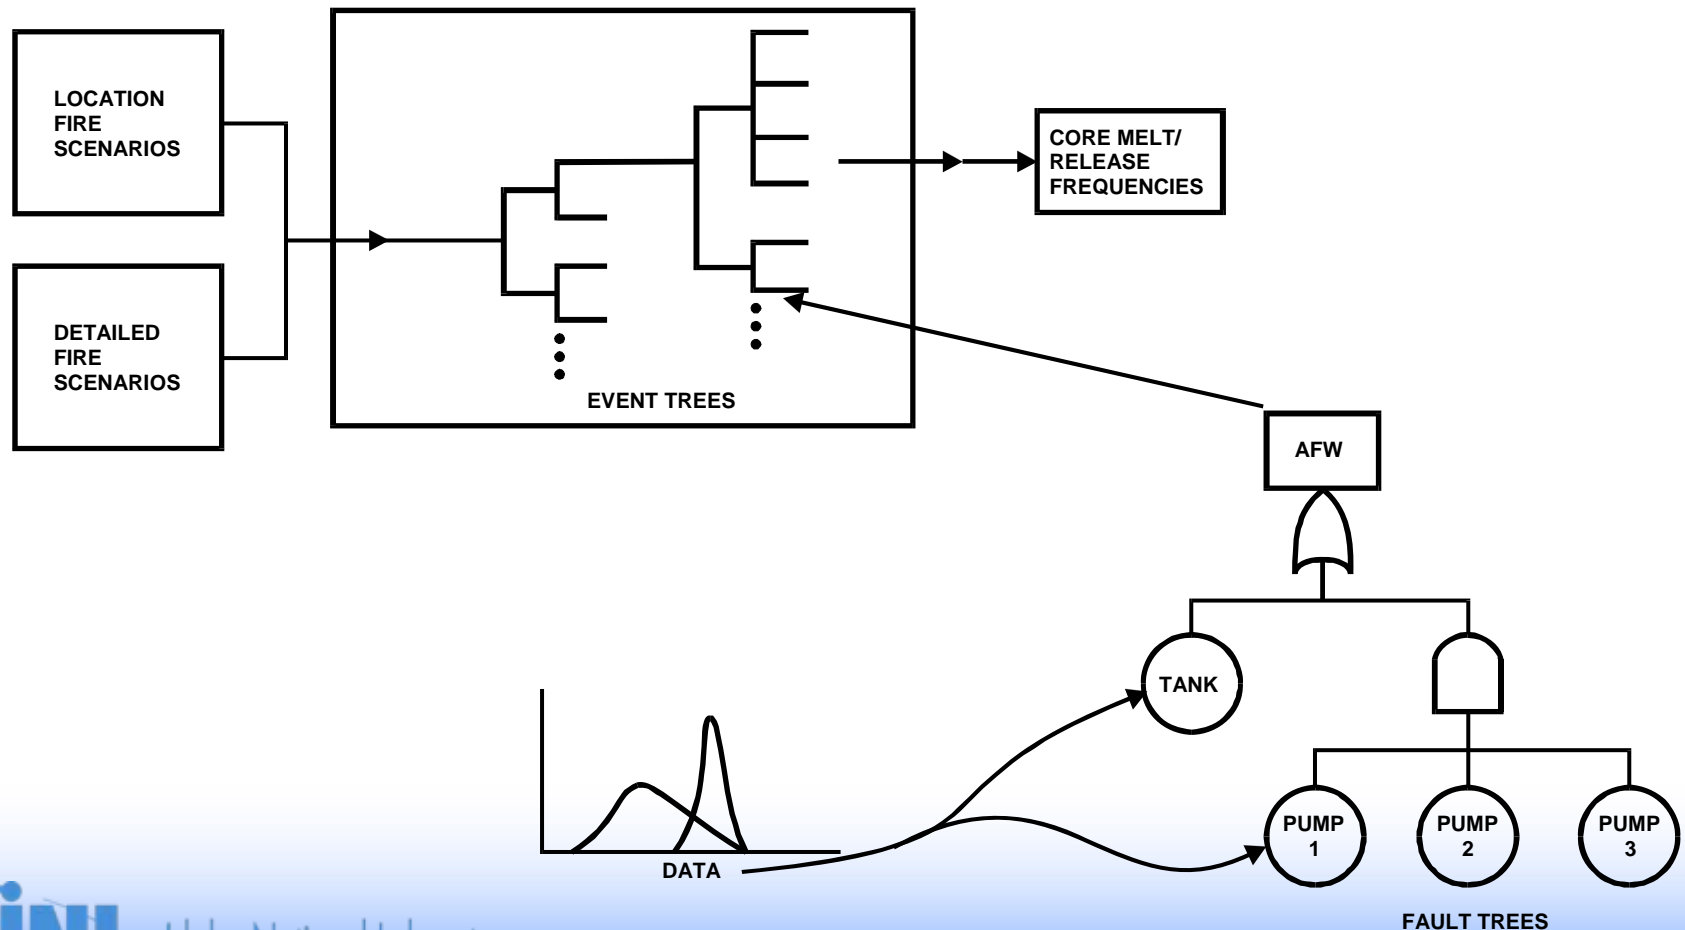 LOCATION
FIRE
SCENARIOS
CORE MELT/
RELEASE
FREQUENCIES
DETAILED
FIRE
SCENARIOS
EVENT TREES
AFW
TANK
PUMP
1
PUMP
2
PUMP
3
DATA
FAULT TREES